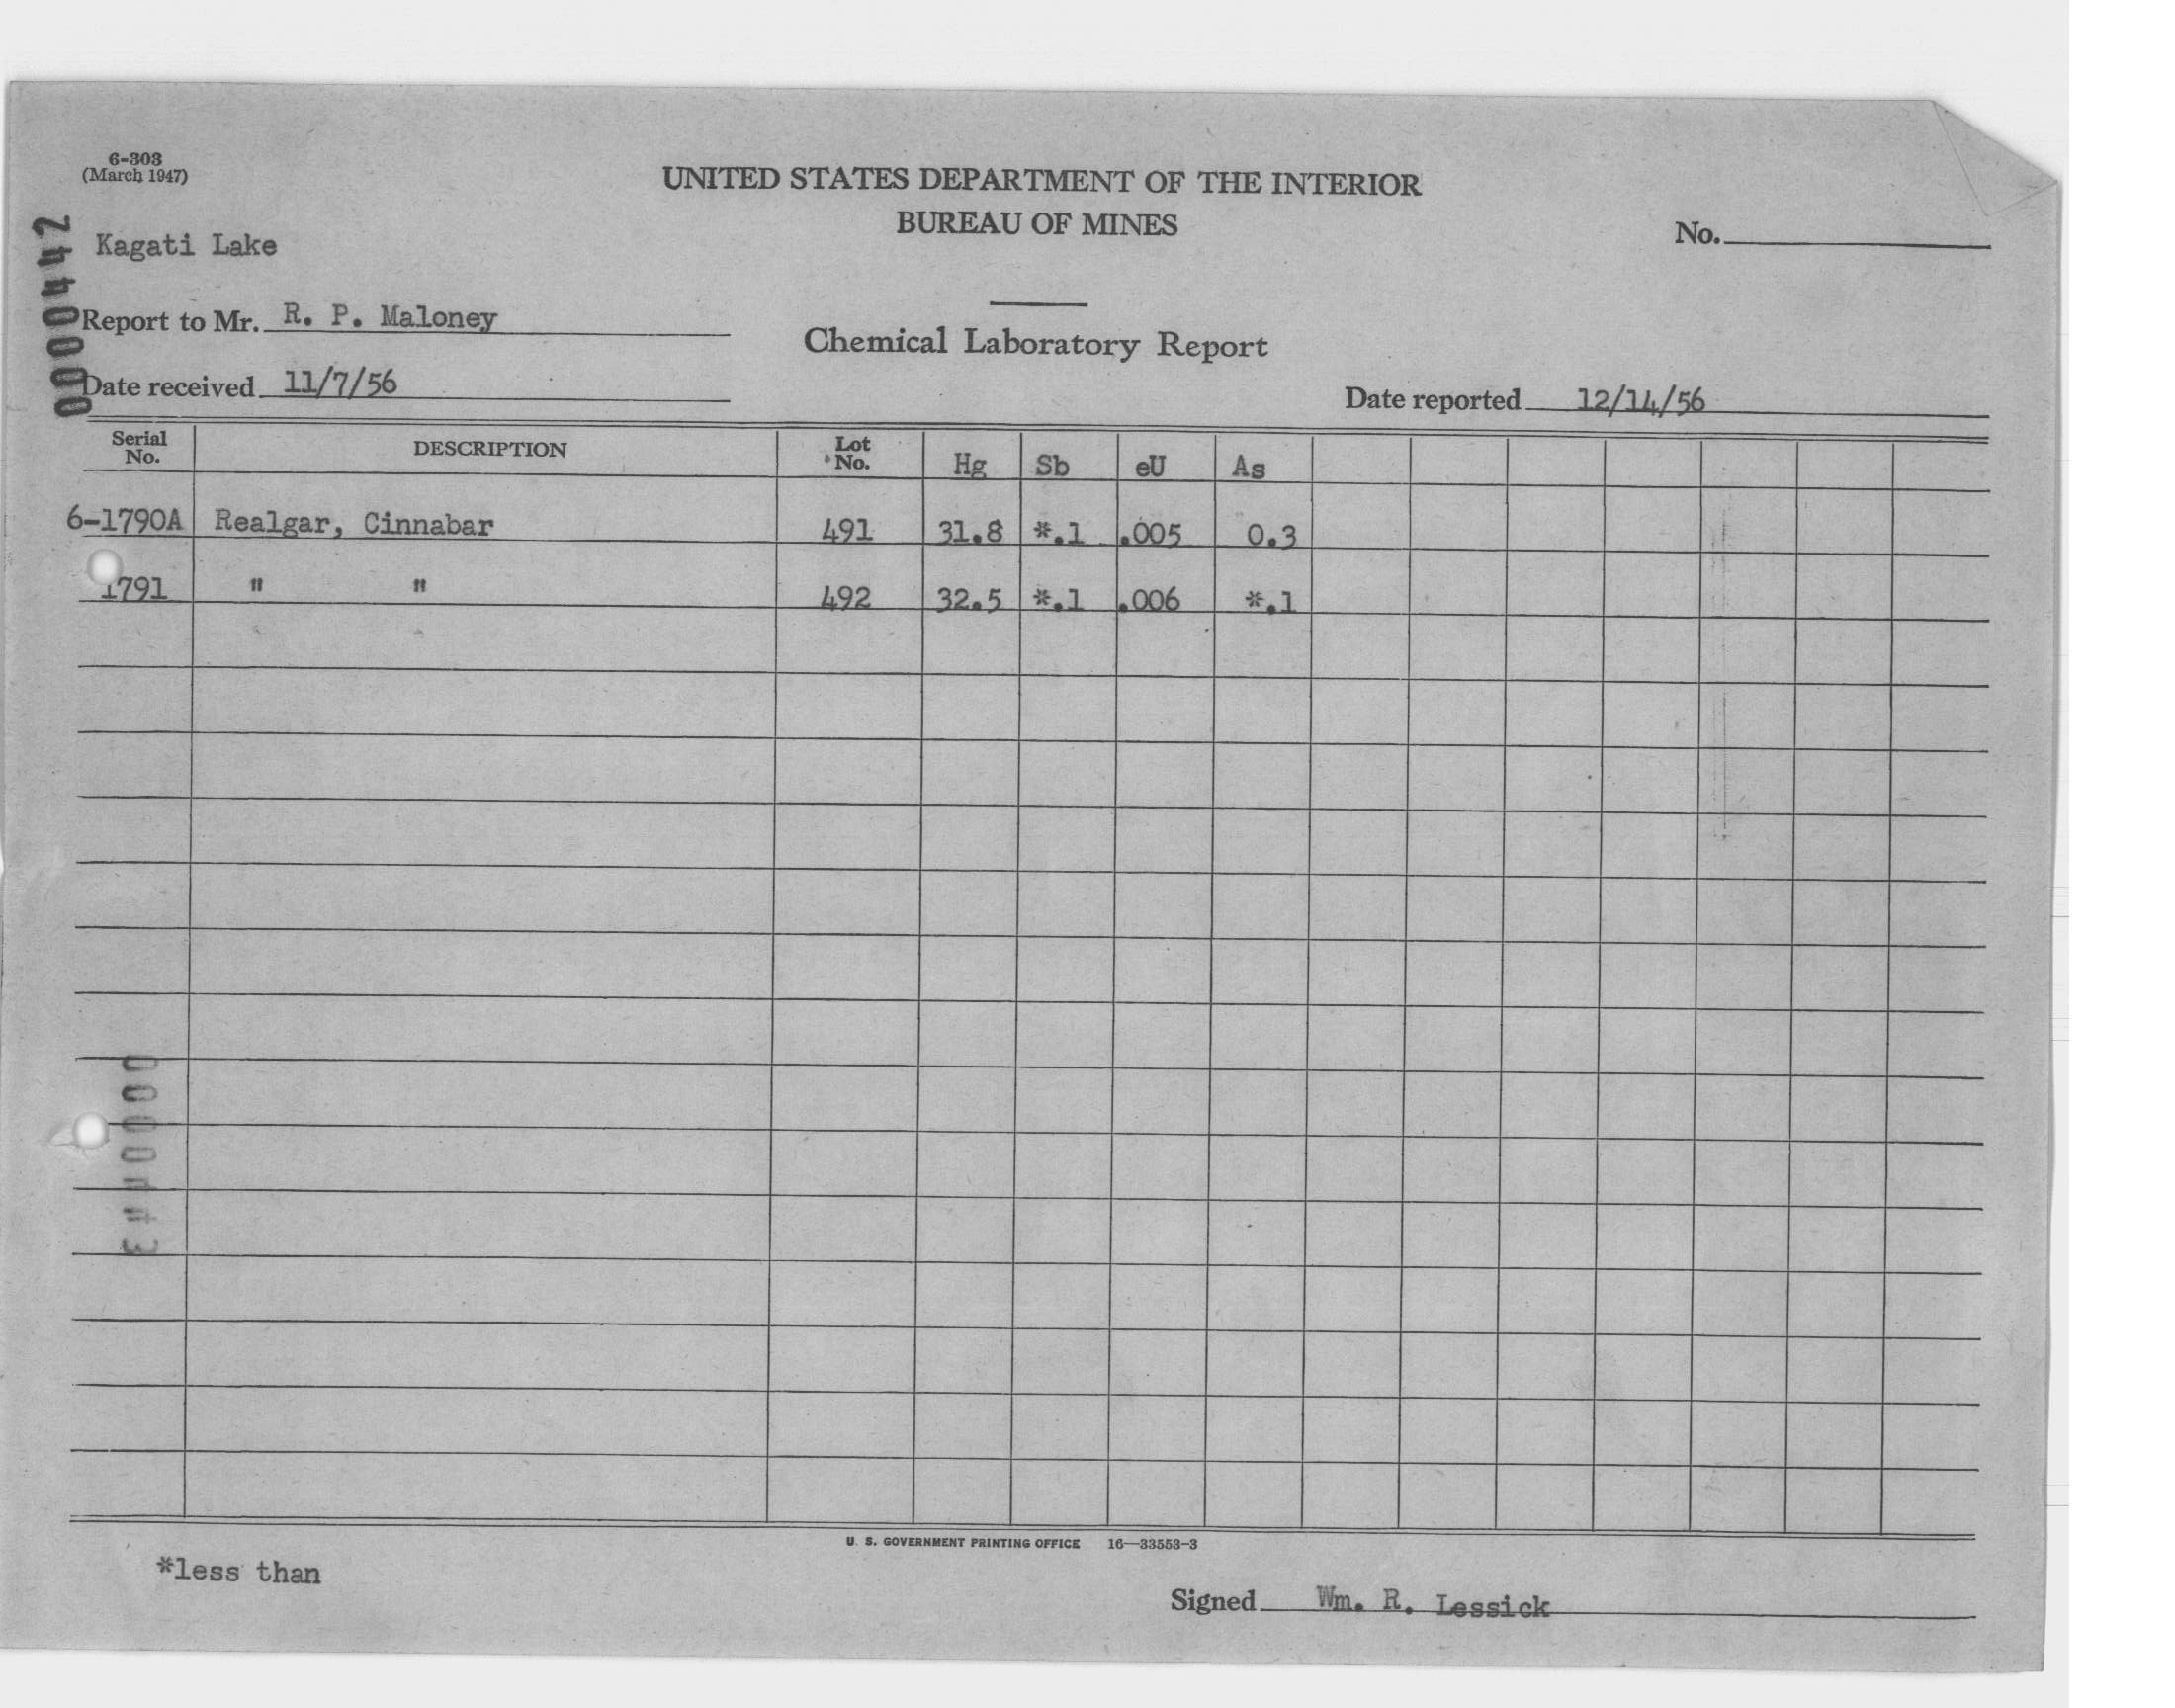 6-303
(March 1947)
UNITED STATES DEPARTMENT OF THE INTERIOR
BUREAU OF MINES
No.
Kagati Lake
2440000
Report to Mr. R. P. Maloney
Chemical Laboratory Report
Date received 11/7/56
Date reported 12/14/56
Serial No. DESCRIPTION Lot No. Hg Sb eU As
6-1790A Realgar, Cinnabar 491 31.8 *.1 .005 0.3
1791 " " 492 32.5 *.1 .006 *.1
0000443
U. S. GOVERNMENT PRINTING OFFICE 16—33553-3
*less than
Signed Wm. R. Lessick